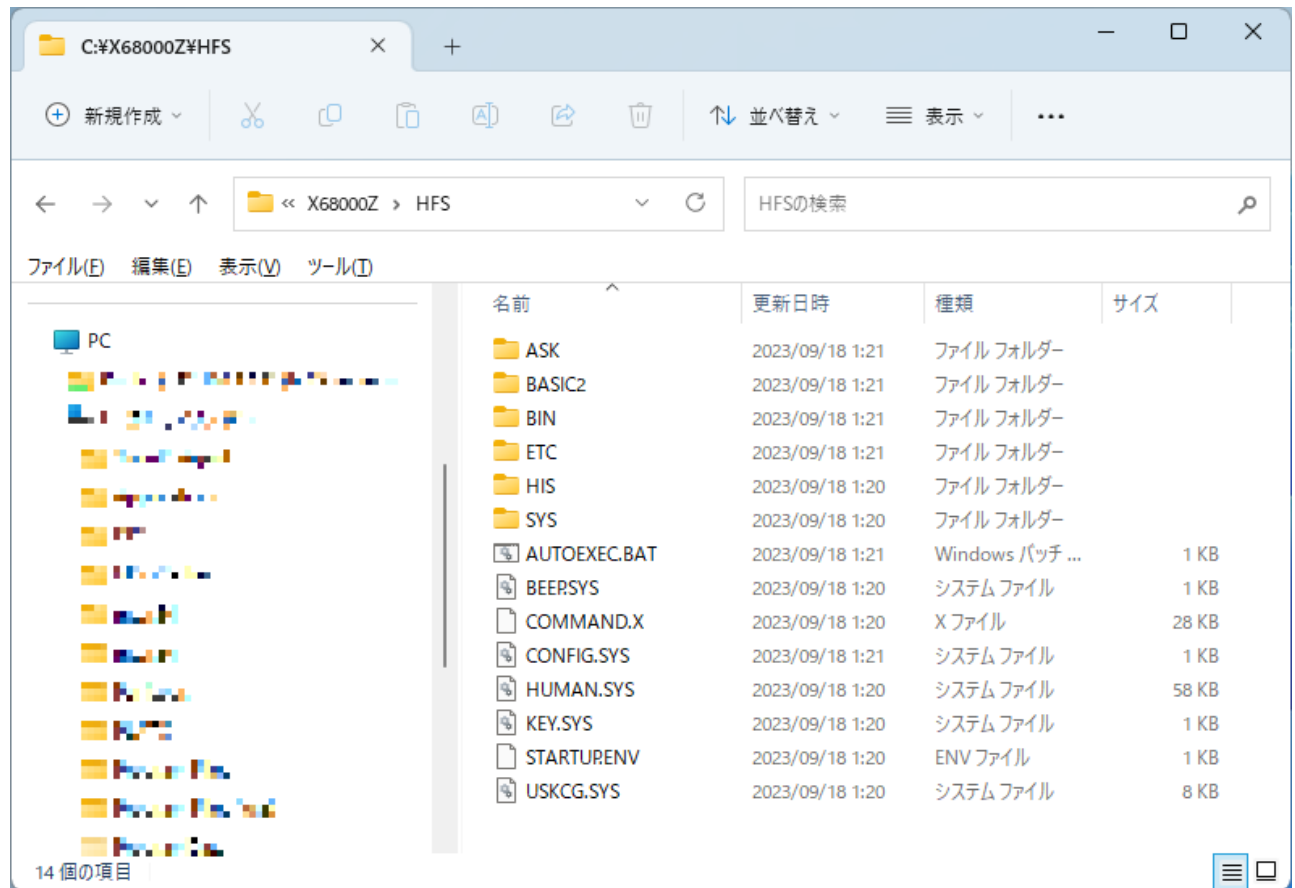 C:¥X68000Z¥HFS
新規作成 並べ替え 表示
« X68000Z › HFS HFSの検索
ファイル(F) 編集(E) 表示(V) ツール(T)
名前 更新日時 種類 サイズ
PC
ASK 2023/09/18 1:21 ファイル フォルダー
BASIC2 2023/09/18 1:21 ファイル フォルダー
BIN 2023/09/18 1:21 ファイル フォルダー
ETC 2023/09/18 1:21 ファイル フォルダー
HIS 2023/09/18 1:20 ファイル フォルダー
SYS 2023/09/18 1:20 ファイル フォルダー
AUTOEXEC.BAT 2023/09/18 1:21 Windows バッチ ... 1 KB
BEEP.SYS 2023/09/18 1:20 システム ファイル 1 KB
COMMAND.X 2023/09/18 1:20 X ファイル 28 KB
CONFIG.SYS 2023/09/18 1:21 システム ファイル 1 KB
HUMAN.SYS 2023/09/18 1:20 システム ファイル 58 KB
KEY.SYS 2023/09/18 1:20 システム ファイル 1 KB
STARTUP.ENV 2023/09/18 1:20 ENV ファイル 1 KB
USKCG.SYS 2023/09/18 1:20 システム ファイル 8 KB
14 個の項目